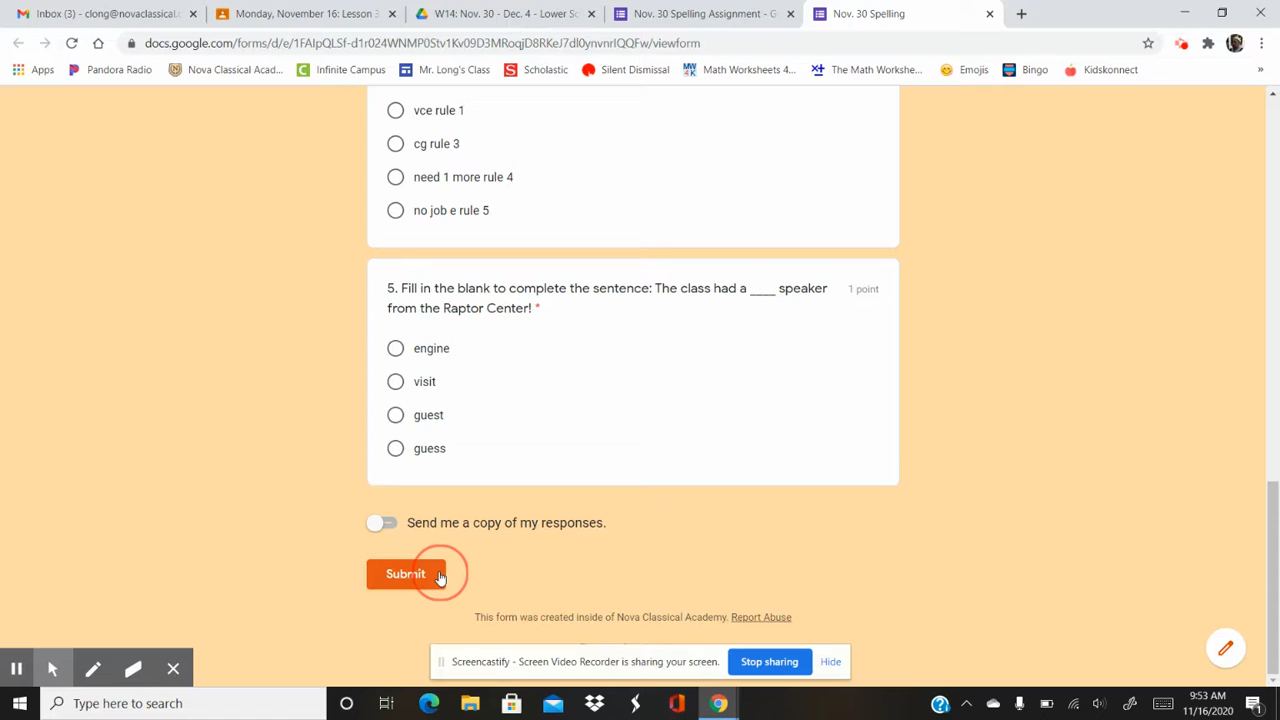 Inbox (3) - clong@novaclassical.
Monday, November 16: Lesson 3
W14 Nov. 30 - Dec. 4 - Lower Sc
Nov. 30 Spelling Assignment - G
Nov. 30 Spelling
docs.google.com/forms/d/e/1FAIpQLSf-d1r024WNMP0Stv1Kv09D3MRoqjD8RKeJ7dl0ynvnrlQQFw/viewform
Apps
Pandora Radio
Nova Classical Acad...
Infinite Campus
Mr. Long's Class
Scholastic
Silent Dismissal
Math Worksheets 4...
The Math Workshe...
Emojis
Bingo
Kidskonnect
»
vce rule 1
cg rule 3
need 1 more rule 4
no job e rule 5
5. Fill in the blank to complete the sentence: The class had a ____ speaker
from the Raptor Center! *
1 point
engine
visit
guest
guess
Send me a copy of my responses.
Submit
This form was created inside of Nova Classical Academy. Report Abuse
Screencastify - Screen Video Recorder is sharing your screen.
Stop sharing
Hide
Type here to search
9:53 AM
11/16/2020